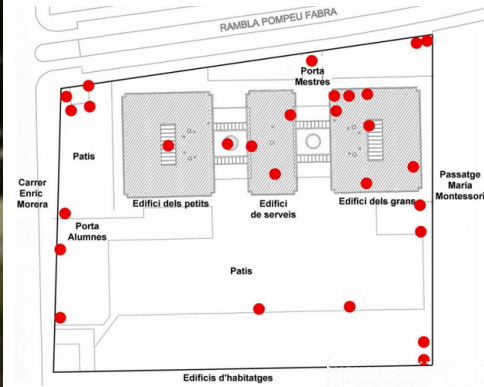 RAMBLA POMPEU FABRA
Porta
Mestres
Patis
Carrer
Enric
Morera
Edifici dels petits
Edifici
de serveis
Edifici dels grans
Passatge
Maria
Montessori
Porta
Alumnes
Patis
Edificis d'habitatges